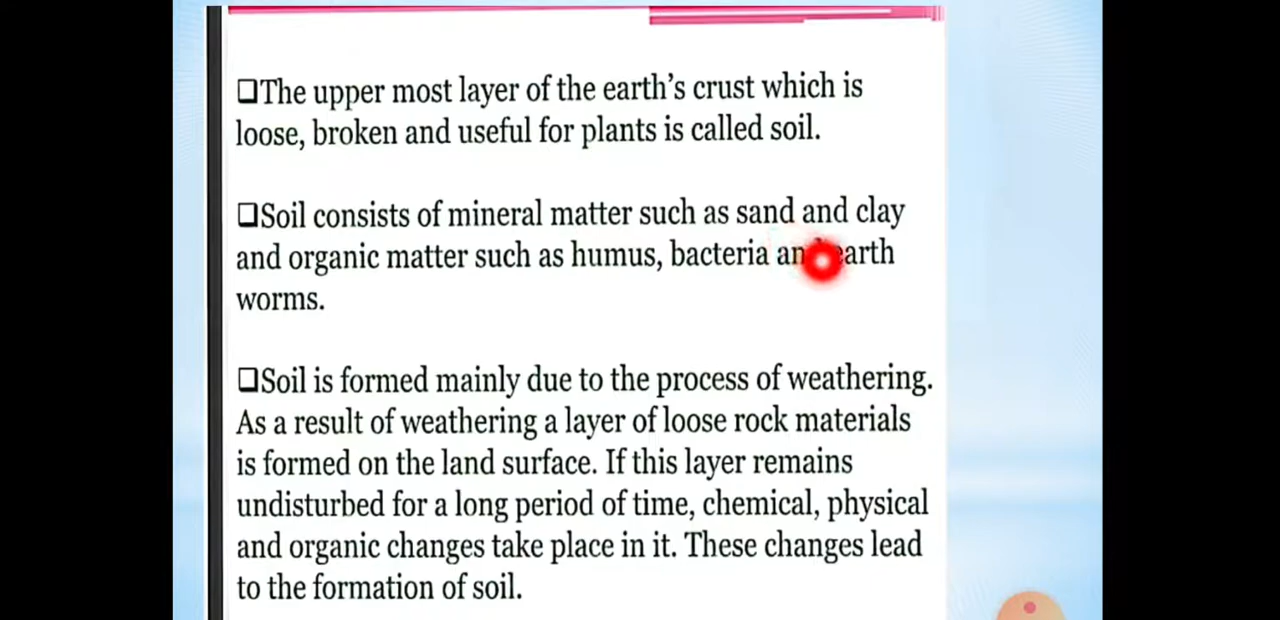 ❑The upper most layer of the earth's crust which is
loose, broken and useful for plants is called soil.
❑Soil consists of mineral matter such as sand and clay
and organic matter such as humus, bacteria and earth
worms.
❑Soil is formed mainly due to the process of weathering.
As a result of weathering a layer of loose rock materials
is formed on the land surface. If this layer remains
undisturbed for a long period of time, chemical, physical
and organic changes take place in it. These changes lead
to the formation of soil.